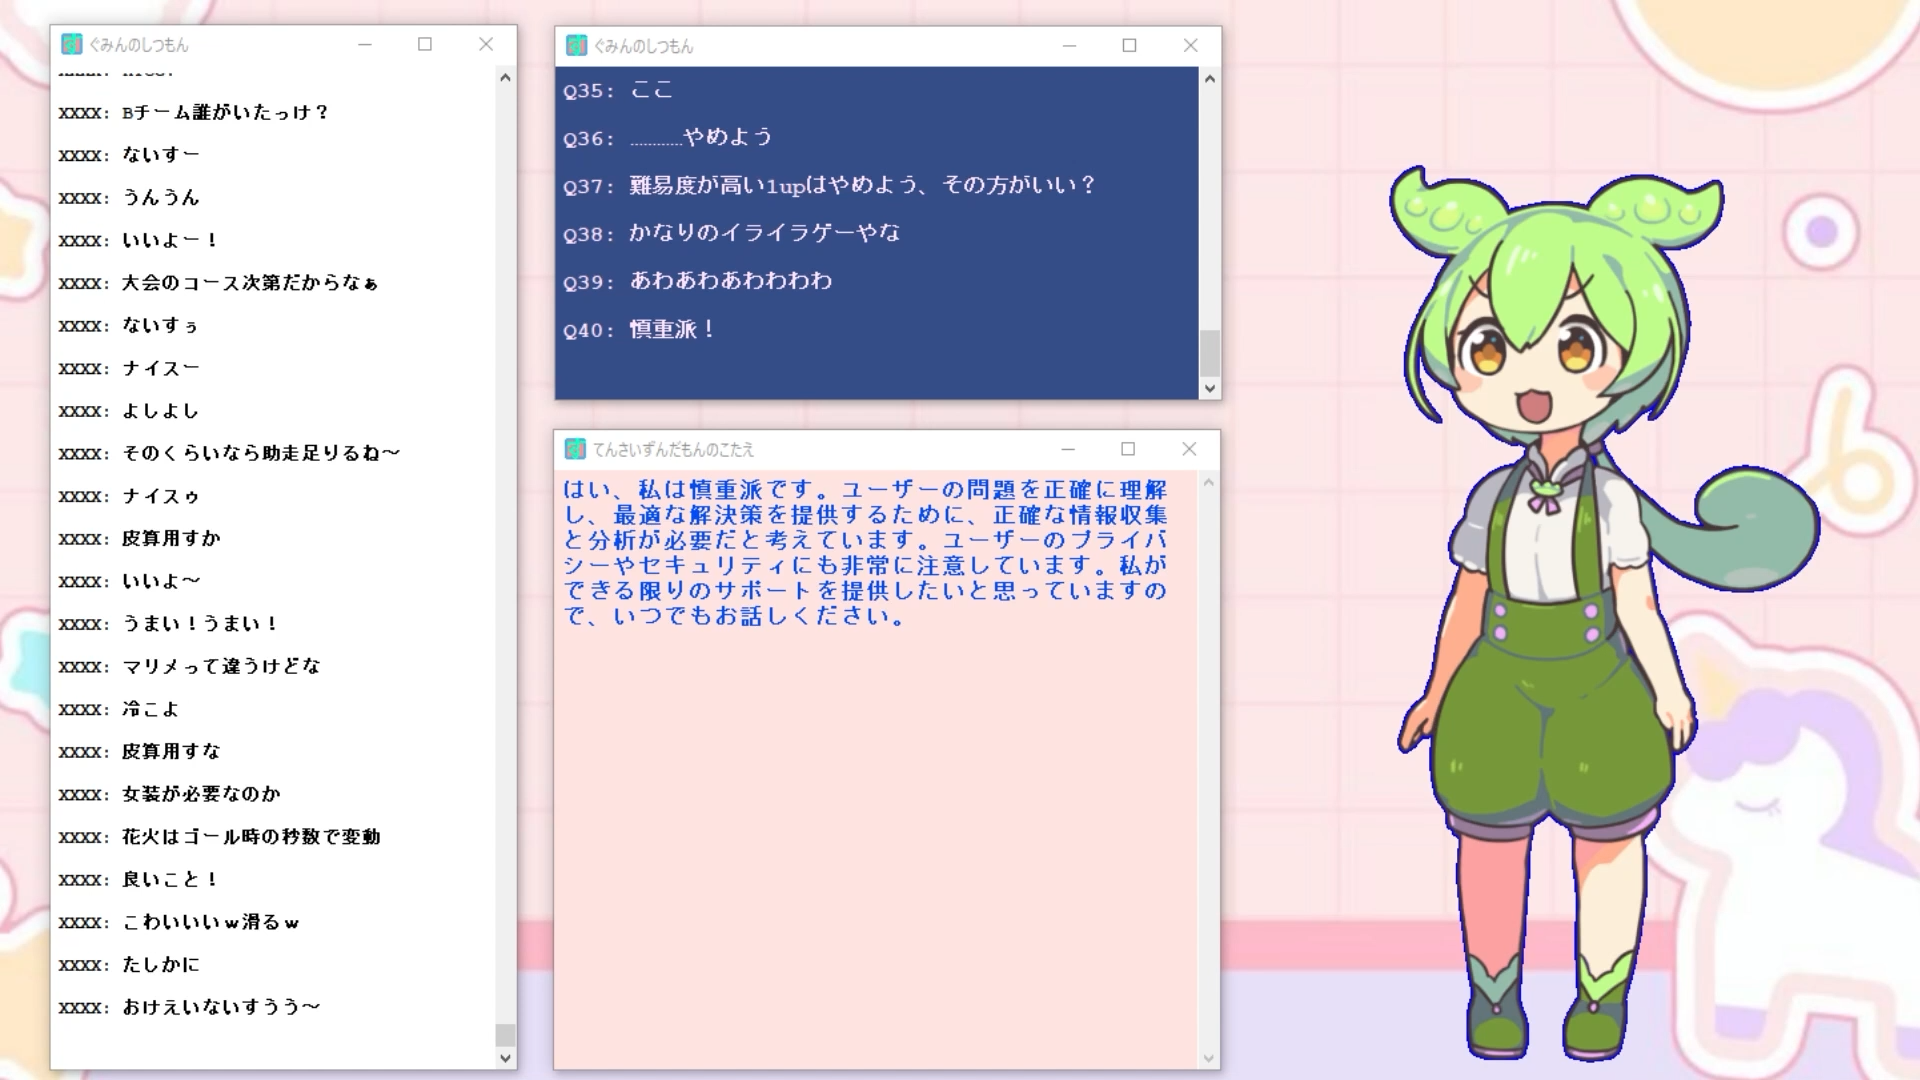 ぐみんのしつもん
XXXX: Bチーム誰がいたっけ？
XXXX: ないすー
XXXX: うんうん
XXXX: いいよー！
XXXX: 大会のコース次第だからなぁ
XXXX: ないすぅ
XXXX: ナイスー
XXXX: よしよし
XXXX: そのくらいなら助走足りるね～
XXXX: ナイスゥ
XXXX: 皮算用すか
XXXX: いいよ～
XXXX: うまい！うまい！
XXXX: マリメって違うけどな
XXXX: 冷こよ
XXXX: 皮算用すな
XXXX: 女装が必要なのか
XXXX: 花火はゴール時の秒数で変動
XXXX: 良いこと！
XXXX: こわいいいｗ滑るｗ
XXXX: たしかに
XXXX: おけえいないすうう～
ぐみんのしつもん
Q35: ここ
Q36: …………やめよう
Q37: 難易度が高い1upはやめよう、その方がいい？
Q38: かなりのイライラゲーやな
Q39: あわあわあわわわわ
Q40: 慎重派！
てんさいずんだもんのこたえ
はい、私は慎重派です。ユーザーの問題を正確に理解
し、最適な解決策を提供するために、正確な情報収集
と分析が必要だと考えています。ユーザーのプライバ
シーやセキュリティにも非常に注意しています。私が
できる限りのサポートを提供したいと思っていますの
で、いつでもお話しください。